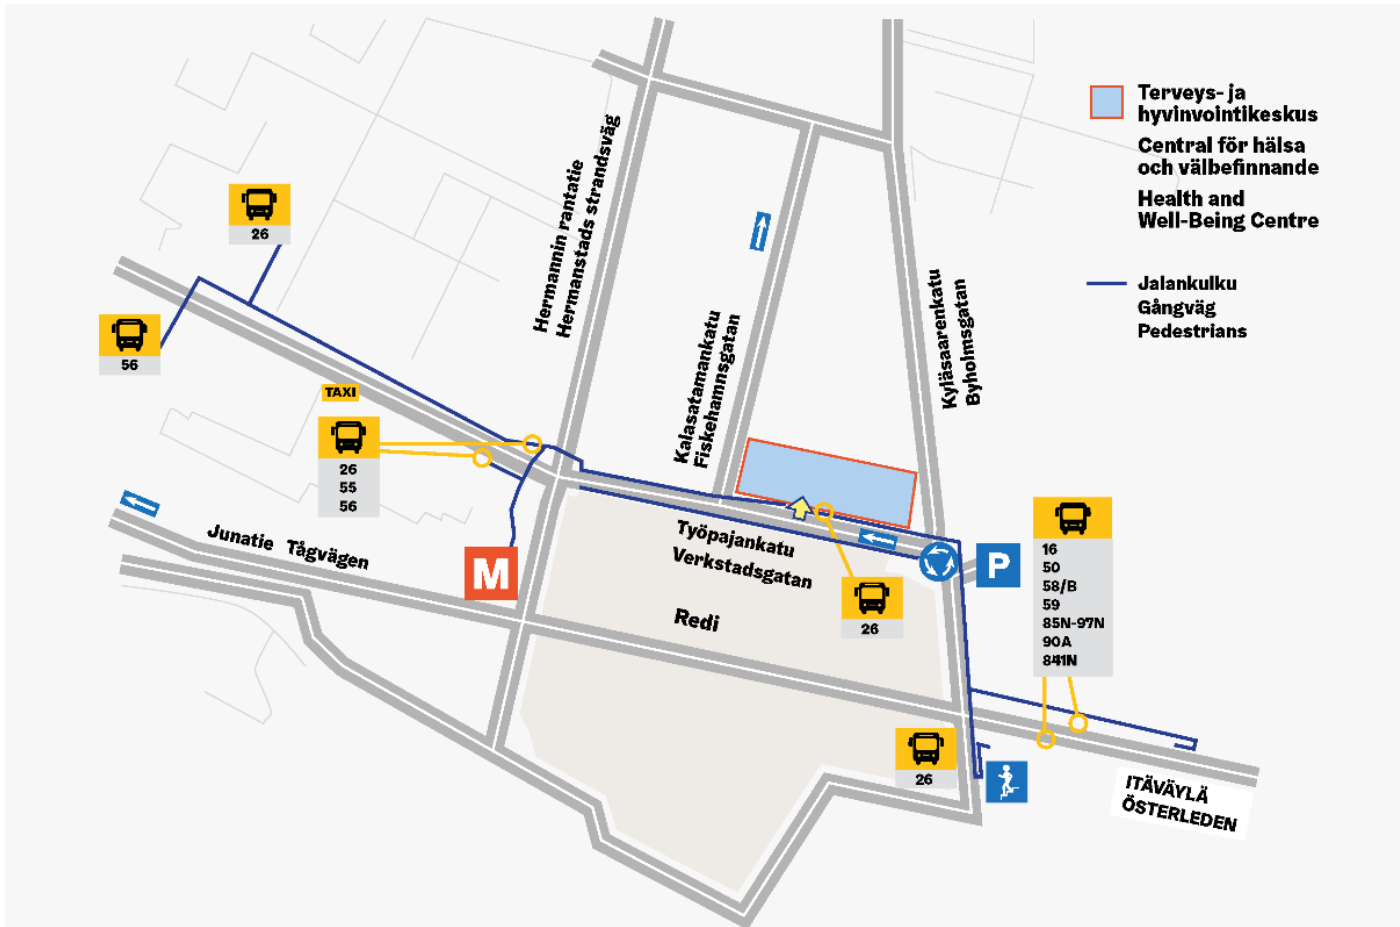 Terveys- ja
hyvinvointikeskus
Central för hälsa
och välbefinnande
Health and
Well-Being Centre
Jalankulku
Gångväg
Pedestrians
26
56
TAXI
26
55
56
Hermannin rantatie
Hermanstads strandsväg
Kalasatamankatu
Fiskehamnsgatan
Kyläsaarenkatu
Byholmsgatan
Junatie Tågvägen
M
Työpajankatu
Verkstadsgatan
Redi
26
P
16
50
58/B
59
85N-97N
90A
841N
26
ITÄVÄYLÄ
ÖSTERLEDEN